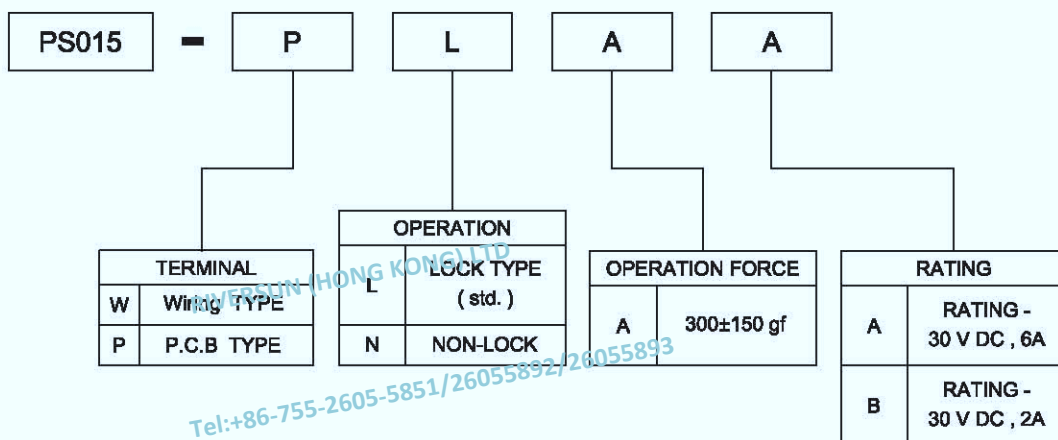 PS015 - P L A A
TERMINAL
W Wiring TYPE
P P.C.B TYPE
OPERATION
L LOCK TYPE
( std. )
N NON-LOCK
OPERATION FORCE
A 300±150 gf
RATING
A RATING -
30 V DC , 6A
B RATING -
30 V DC , 2A
RIVERSUN (HONG KONG) LTD
Tel:+86-755-2605-5851/26055892/26055893